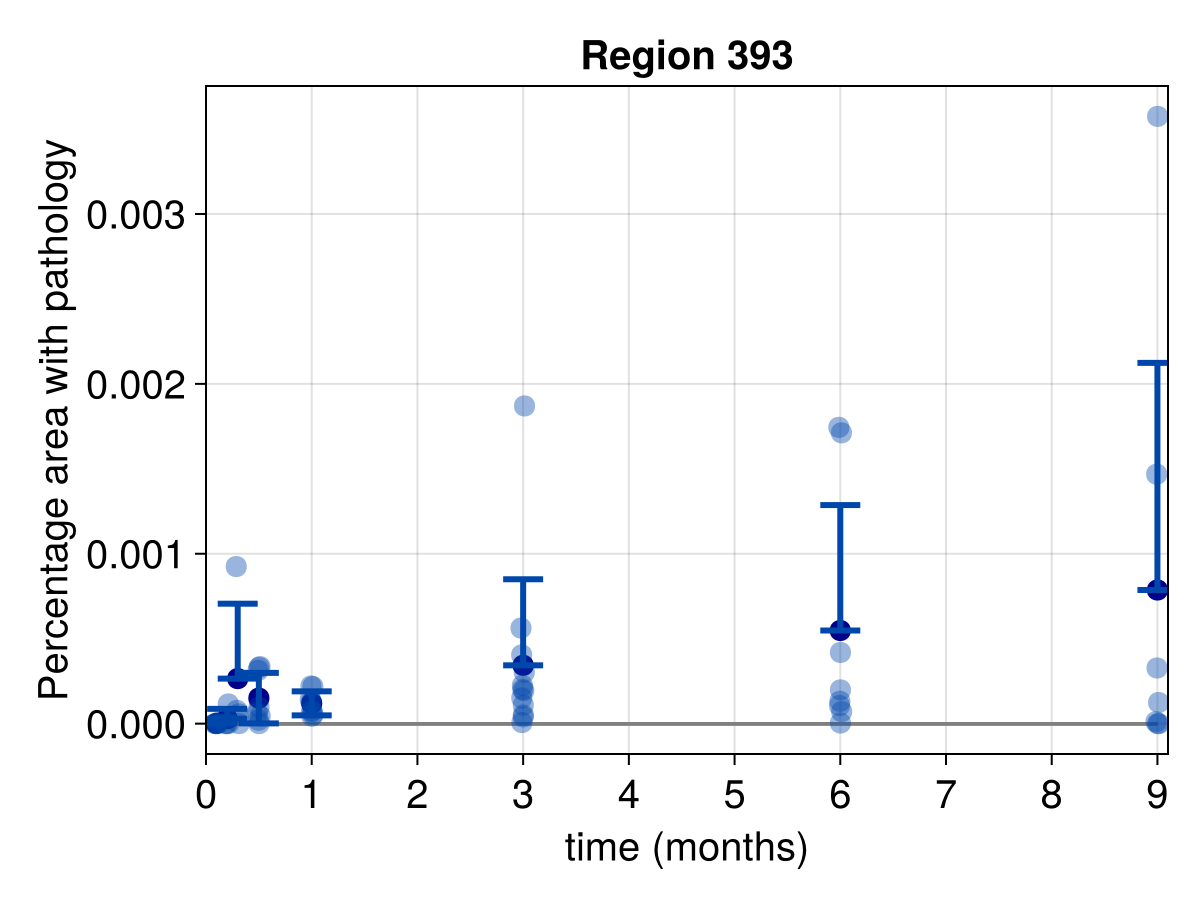 Region 393
Percentage area with pathology
0.003
0.002
0.001
0.000
0 1 2 3 4 5 6 7 8 9
time (months)